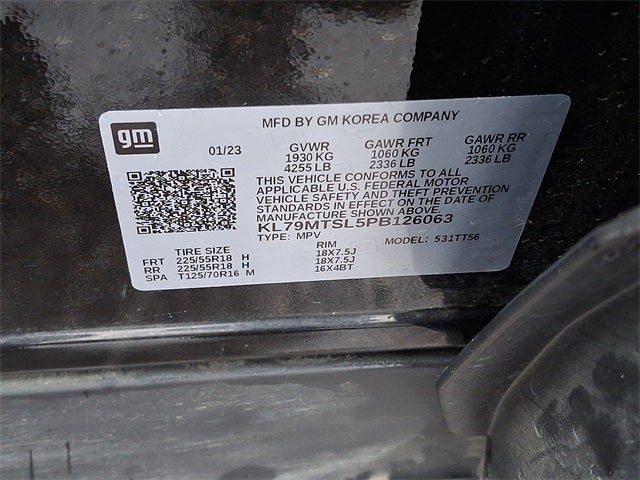 gm
MFD BY GM KOREA COMPANY
01/23 GVWR GAWR FRT GAWR RR
1930 KG 1060 KG 1060 KG
4255 LB 2336 LB 2336 LB
THIS VEHICLE CONFORMS TO ALL
APPLICABLE U.S. FEDERAL MOTOR
VEHICLE SAFETY AND THEFT PREVENTION
STANDARDS IN EFFECT ON THE DATE OF
MANUFACTURE SHOWN ABOVE
KL79MTSL5PB126063
TYPE: MPV MODEL: 531TT56
TIRE SIZE RIM
FRT 225/55R18 H 18X7.5J
RR 225/55R18 H 18X7.5J
SPA T125/70R16 M 16X4BT